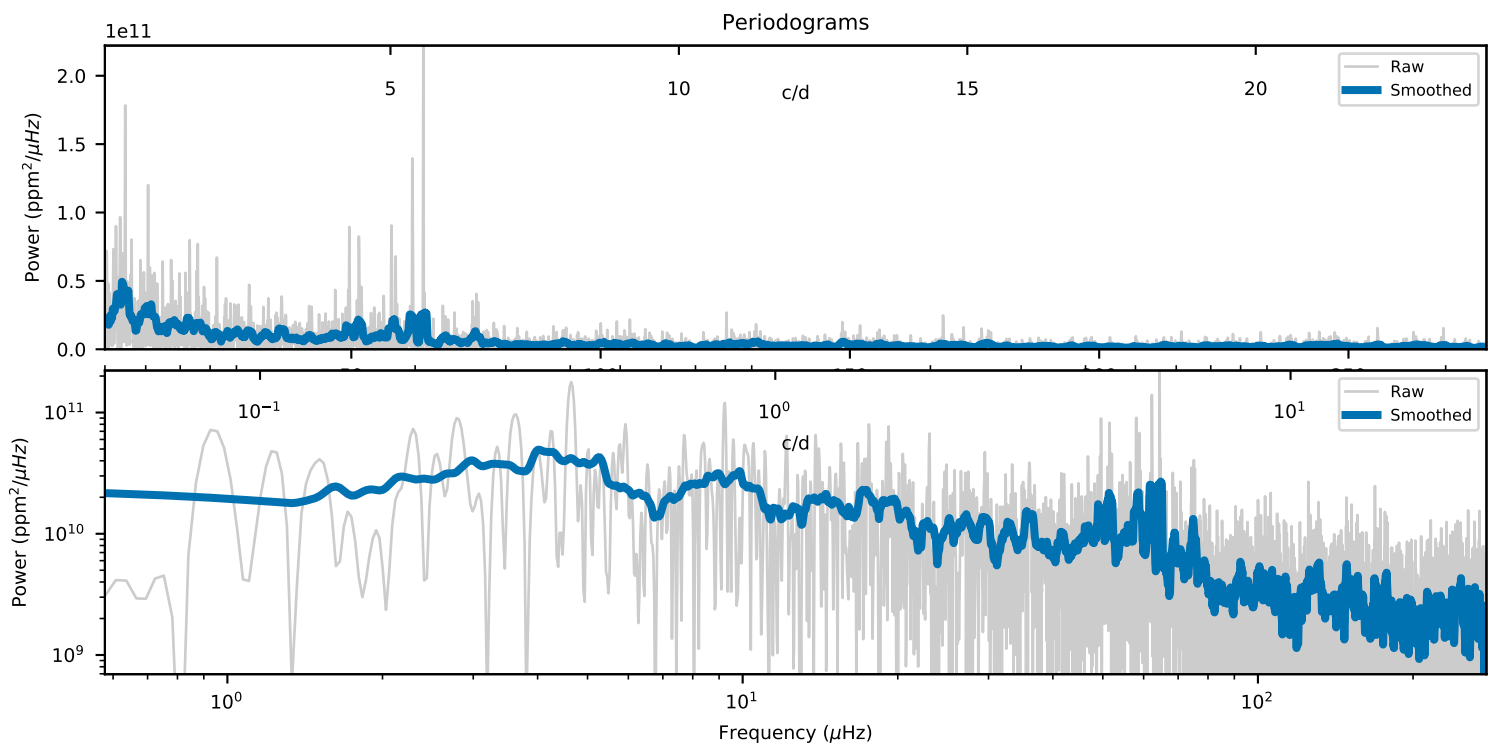 Periodograms
1e11
Power (ppm²/μHz)
2.0
1.5
1.0
0.5
0.0
5 10 15 20
c/d
Raw
Smoothed
Power (ppm²/μHz)
10¹¹
10¹⁰
10⁹
10⁻¹ 10⁰ 10¹
c/d
Raw
Smoothed
10⁰ 10¹ 10²
Frequency (μHz)